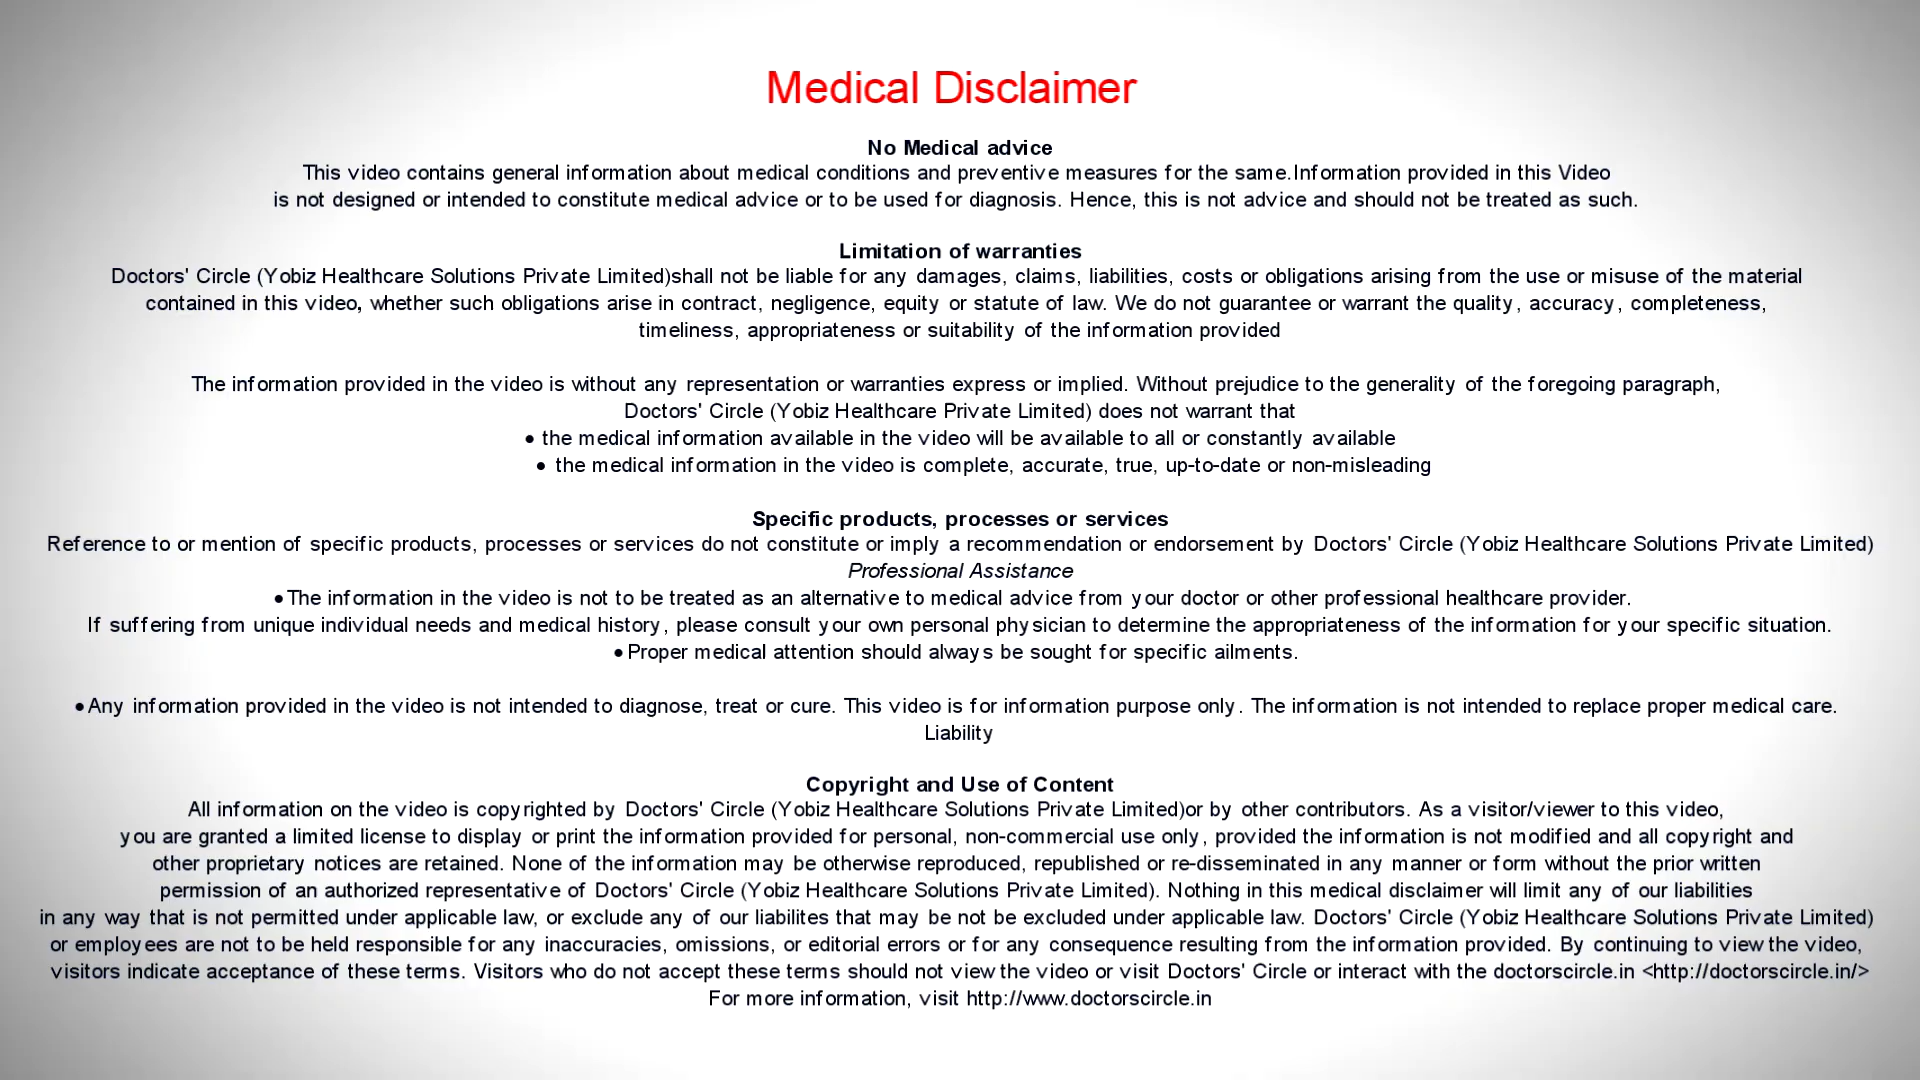 Medical Disclaimer
No Medical advice
This video contains general information about medical conditions and preventive measures for the same.Information provided in this Video
is not designed or intended to constitute medical advice or to be used for diagnosis. Hence, this is not advice and should not be treated as such.
Limitation of warranties
Doctors' Circle (Yobiz Healthcare Solutions Private Limited)shall not be liable for any damages, claims, liabilities, costs or obligations arising from the use or misuse of the material
contained in this video, whether such obligations arise in contract, negligence, equity or statute of law. We do not guarantee or warrant the quality, accuracy, completeness,
timeliness, appropriateness or suitability of the information provided
The information provided in the video is without any representation or warranties express or implied. Without prejudice to the generality of the foregoing paragraph,
Doctors' Circle (Yobiz Healthcare Private Limited) does not warrant that
• the medical information available in the video will be available to all or constantly available
• the medical information in the video is complete, accurate, true, up-to-date or non-misleading
Specific products, processes or services
Reference to or mention of specific products, processes or services do not constitute or imply a recommendation or endorsement by Doctors' Circle (Yobiz Healthcare Solutions Private Limited)
Professional Assistance
•The information in the video is not to be treated as an alternative to medical advice from your doctor or other professional healthcare provider.
If suffering from unique individual needs and medical history, please consult your own personal physician to determine the appropriateness of the information for your specific situation.
•Proper medical attention should always be sought for specific ailments.
•Any information provided in the video is not intended to diagnose, treat or cure. This video is for information purpose only. The information is not intended to replace proper medical care.
Liability
Copyright and Use of Content
All information on the video is copyrighted by Doctors' Circle (Yobiz Healthcare Solutions Private Limited)or by other contributors. As a visitor/viewer to this video,
you are granted a limited license to display or print the information provided for personal, non-commercial use only, provided the information is not modified and all copyright and
other proprietary notices are retained. None of the information may be otherwise reproduced, republished or re-disseminated in any manner or form without the prior written
permission of an authorized representative of Doctors' Circle (Yobiz Healthcare Solutions Private Limited). Nothing in this medical disclaimer will limit any of our liabilities
in any way that is not permitted under applicable law, or exclude any of our liabilites that may be not be excluded under applicable law. Doctors' Circle (Yobiz Healthcare Solutions Private Limited)
or employees are not to be held responsible for any inaccuracies, omissions, or editorial errors or for any consequence resulting from the information provided. By continuing to view the video,
visitors indicate acceptance of these terms. Visitors who do not accept these terms should not view the video or visit Doctors' Circle or interact with the doctorscircle.in <http://doctorscircle.in/>
For more information, visit http://www.doctorscircle.in